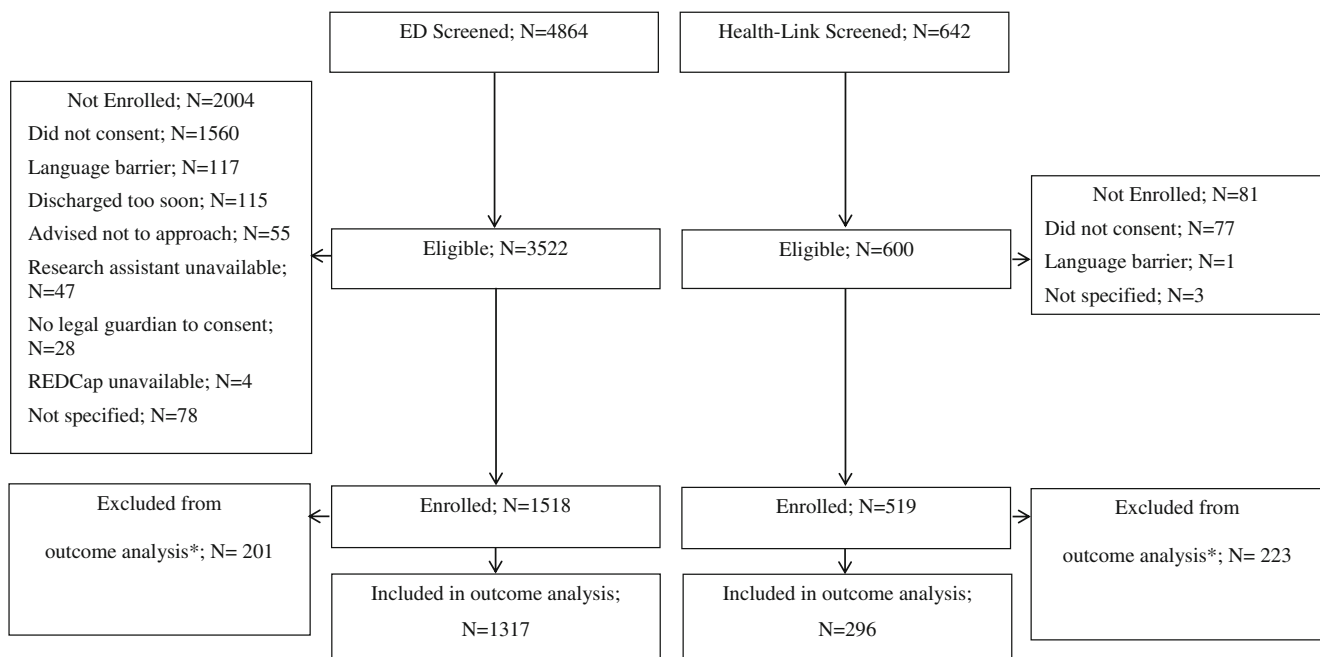 ED Screened; N=4864
Health-Link Screened; N=642
Not Enrolled; N=2004
Did not consent; N=1560
Language barrier; N=117
Discharged too soon; N=115
Advised not to approach; N=55
Research assistant unavailable;
N=47
No legal guardian to consent;
N=28
REDCap unavailable; N=4
Not specified; N=78
Eligible; N=3522
Eligible; N=600
Not Enrolled; N=81
Did not consent; N=77
Language barrier; N=1
Not specified; N=3
Excluded from
outcome analysis*; N= 201
Enrolled; N=1518
Enrolled; N=519
Excluded from
outcome analysis*; N= 223
Included in outcome analysis;
N=1317
Included in outcome analysis;
N=296